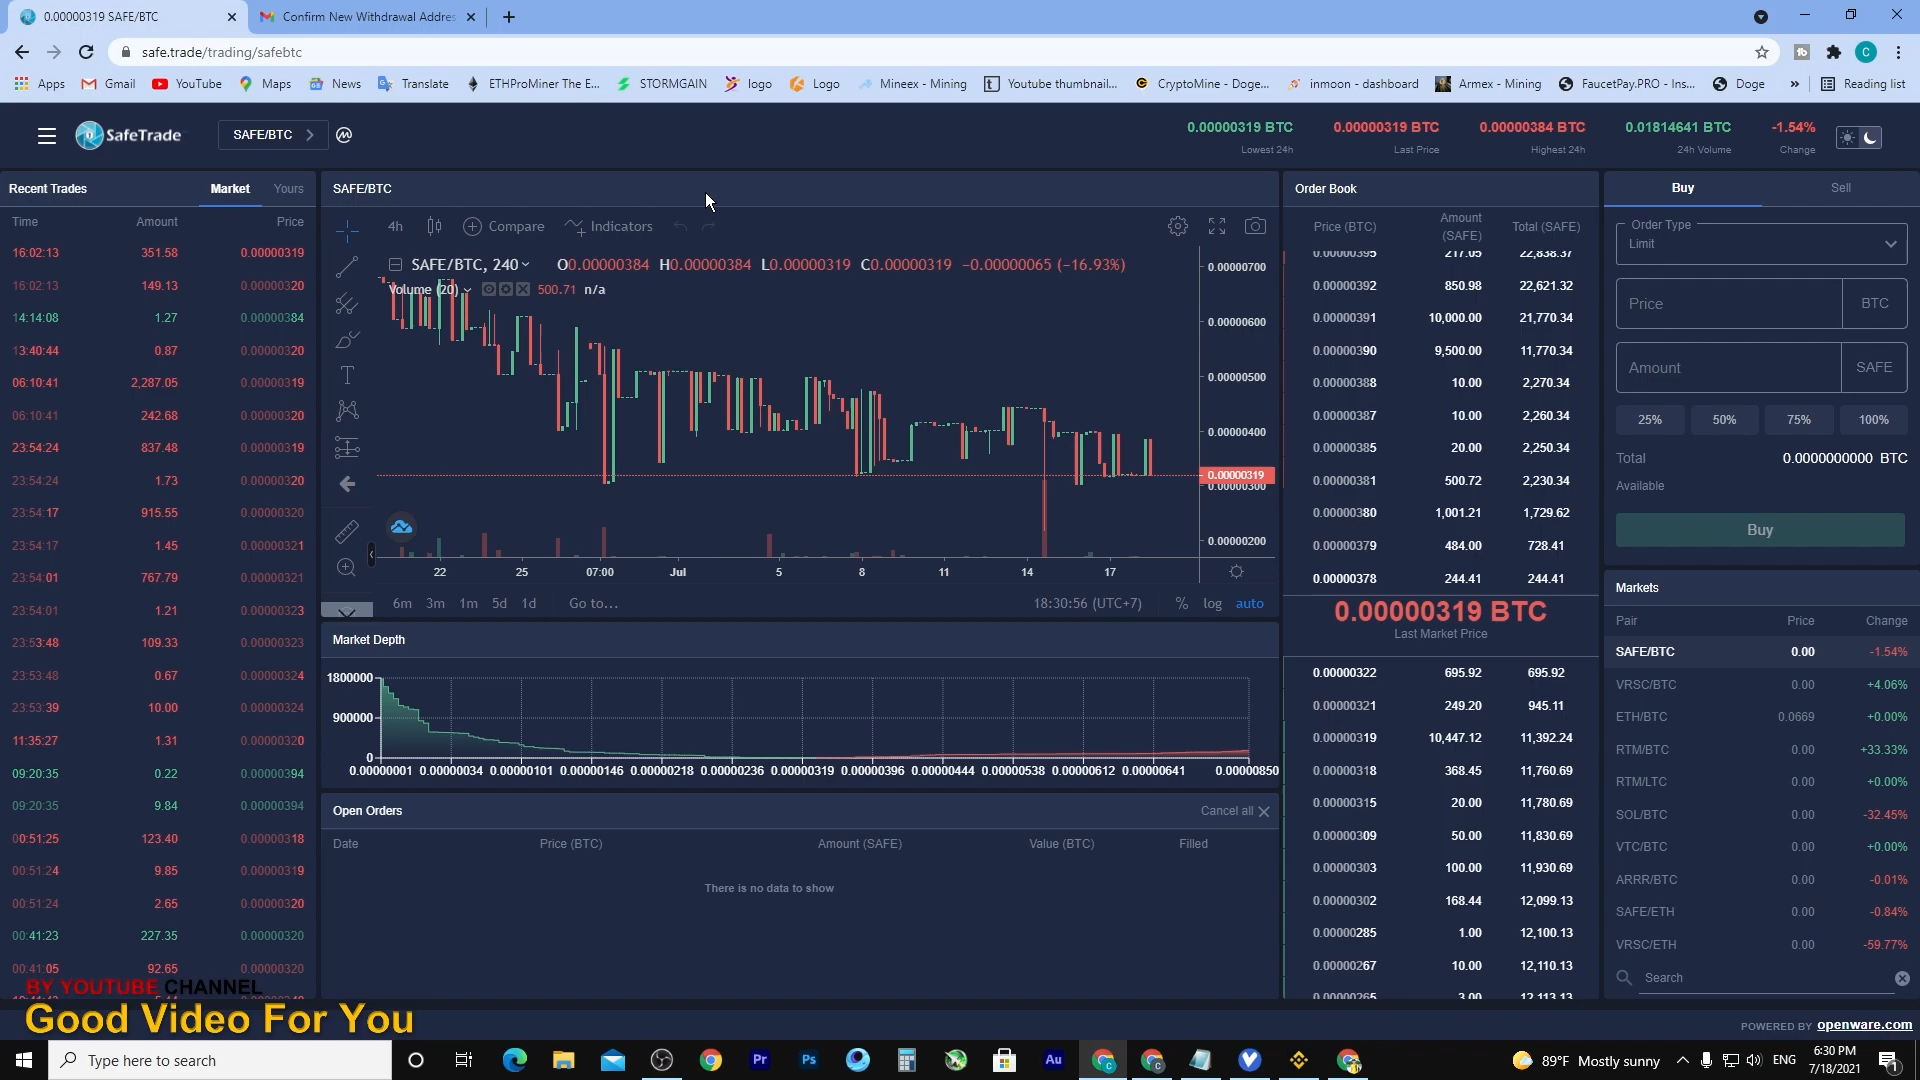 0.00000319 SAFE/BTC
Confirm New Withdrawal Addres
safe.trade/trading/safebtc
Apps Gmail YouTube Maps News Translate ETHProMiner The E... STORMGAIN logo Logo Mineex - Mining Youtube thumbnail... CryptoMine - Doge... inmoon - dashboard Armex - Mining FaucetPay.PRO - Ins... Doge » Reading list
SafeTrade SAFE/BTC
0.00000319 BTC 0.00000319 BTC 0.00000384 BTC 0.01814641 BTC -1.54%
Lowest 24h Last Price Highest 24h 24h Volume Change
Recent Trades Market Yours
Time Amount Price
16:02:13 351.58 0.00000319
16:02:13 149.13 0.00000320
14:14:08 1.27 0.00000384
13:40:44 0.87 0.00000320
06:10:41 2,287.05 0.00000319
06:10:41 242.68 0.00000320
23:54:24 837.48 0.00000319
23:54:24 1.73 0.00000320
23:54:17 915.55 0.00000320
23:54:17 1.45 0.00000321
23:54:01 767.79 0.00000321
23:54:01 1.21 0.00000323
23:53:48 109.33 0.00000323
23:53:48 0.67 0.00000324
23:53:39 10.00 0.00000324
11:35:27 1.31 0.00000320
09:20:35 0.22 0.00000394
09:20:35 9.84 0.00000394
00:51:25 123.40 0.00000318
00:51:24 9.85 0.00000319
00:51:24 2.65 0.00000320
00:41:23 227.35 0.00000320
00:41:05 92.65 0.00000320
BY YOUTUBE CHANNEL
Good Video For You
SAFE/BTC
4h Compare Indicators
SAFE/BTC, 240 O0.00000384 H0.00000384 L0.00000319 C0.00000319 −0.00000065 (−16.93%)
Volume (20) 500.71 n/a
0.00000700
0.00000600
0.00000500
0.00000400
0.00000319
0.00000300
0.00000200
22 25 07:00 Jul 5 8 11 14 17
6m 3m 1m 5d 1d Go to... 18:30:56 (UTC+7) % log auto
Market Depth
1800000
900000
0
0.00000001 0.00000034 0.00000101 0.00000146 0.00000218 0.00000236 0.00000319 0.00000396 0.00000444 0.00000538 0.00000612 0.00000641 0.00000850
Open Orders Cancel all
Date Price (BTC) Amount (SAFE) Value (BTC) Filled
There is no data to show
Order Book
Price (BTC) Amount (SAFE) Total (SAFE)
0.00000395 217.05 22,838.37
0.00000392 850.98 22,621.32
0.00000391 10,000.00 21,770.34
0.00000390 9,500.00 11,770.34
0.00000388 10.00 2,270.34
0.00000387 10.00 2,260.34
0.00000385 20.00 2,250.34
0.00000381 500.72 2,230.34
0.00000380 1,001.21 1,729.62
0.00000379 484.00 728.41
0.00000378 244.41 244.41
0.00000319 BTC
Last Market Price
0.00000322 695.92 695.92
0.00000321 249.20 945.11
0.00000319 10,447.12 11,392.24
0.00000318 368.45 11,760.69
0.00000315 20.00 11,780.69
0.00000309 50.00 11,830.69
0.00000303 100.00 11,930.69
0.00000302 168.44 12,099.13
0.00000285 1.00 12,100.13
0.00000267 10.00 12,110.13
0.00000265 3.00 12,113.13
Buy Sell
Order Type
Limit
Price BTC
Amount SAFE
25% 50% 75% 100%
Total 0.0000000000 BTC
Available
Buy
Markets
Pair Price Change
SAFE/BTC 0.00 -1.54%
VRSC/BTC 0.00 +4.06%
ETH/BTC 0.0669 +0.00%
RTM/BTC 0.00 +33.33%
RTM/LTC 0.00 +0.00%
SOL/BTC 0.00 -32.45%
VTC/BTC 0.00 +0.00%
ARRR/BTC 0.00 -0.01%
SAFE/ETH 0.00 -0.84%
VRSC/ETH 0.00 -59.77%
Search
POWERED BY openware.com
Type here to search
Pr Ps Au
89°F Mostly sunny ENG 6:30 PM
7/18/2021